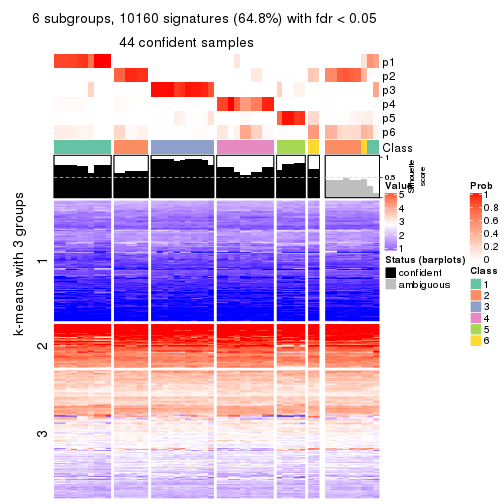 6 subgroups, 10160 signatures (64.8%) with fdr < 0.05
44 confident samples
p1
p2
p3
p4
p5
p6
Class
1
0.5
Silhouette
score
k-means with 3 groups
1
2
3
Value
5
4
3
2
1
Status (barplots)
confident
ambiguous
Prob
1
0.8
0.6
0.4
0.2
0
Class
1
2
3
4
5
6